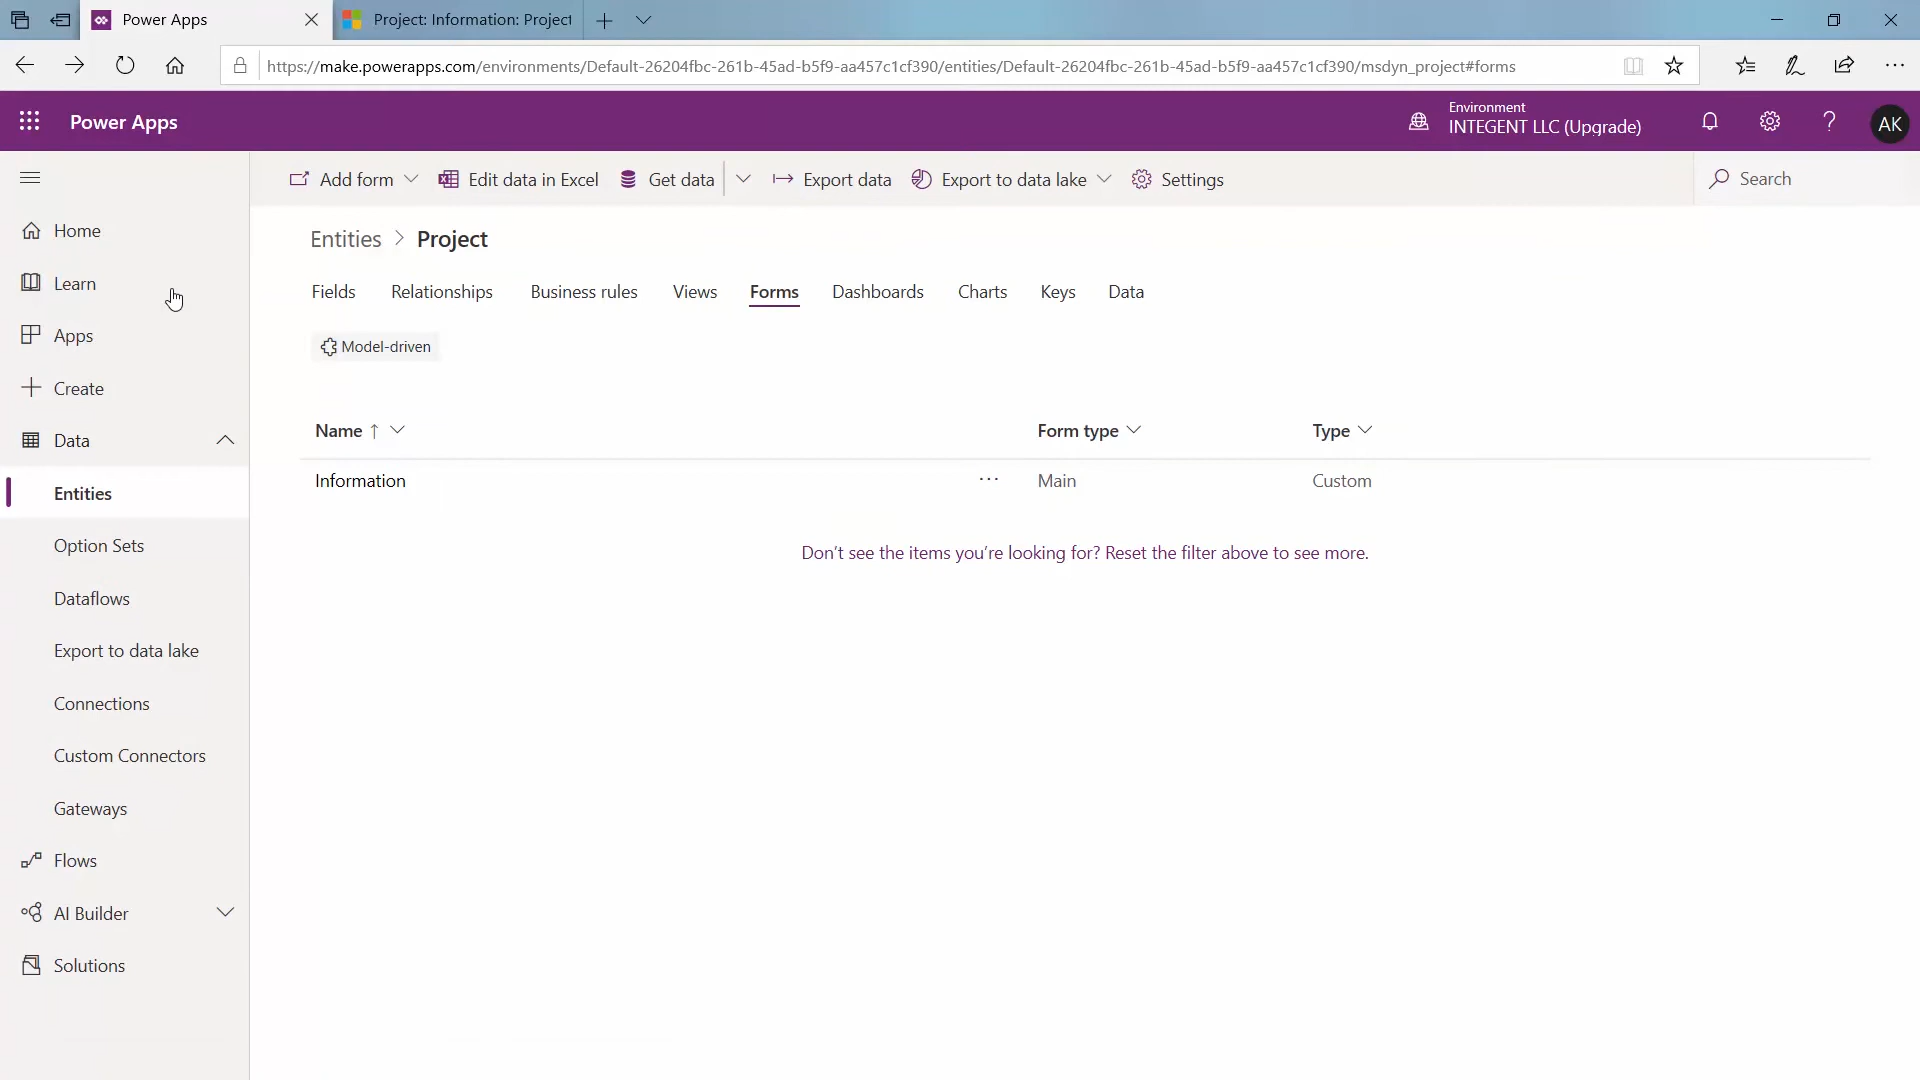 Power Apps
Project: Information: Project
https://make.powerapps.com/environments/Default-26204fbc-261b-45ad-b5f9-aa457c1cf390/entities/Default-26204fbc-261b-45ad-b5f9-aa457c1cf390/msdyn_project#forms
Power Apps
Environment
INTEGENT LLC (Upgrade)
AK
Add form
Edit data in Excel
Get data
Export data
Export to data lake
Settings
Search
Home
Learn
Apps
Create
Data
Entities
Option Sets
Dataflows
Export to data lake
Connections
Custom Connectors
Gateways
Flows
AI Builder
Solutions
Entities > Project
Fields
Relationships
Business rules
Views
Forms
Dashboards
Charts
Keys
Data
Model-driven
Name ↑
Form type
Type
Information
...
Main
Custom
Don't see the items you're looking for? Reset the filter above to see more.